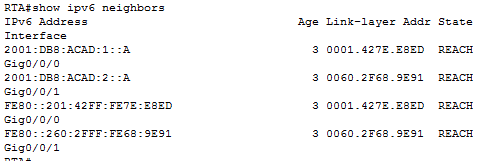 RTA#show ipv6 neighbors
IPv6 Address Age Link-layer Addr State
Interface
2001:DB8:ACAD:1::A 3 0001.427E.E8ED REACH
Gig0/0/0
2001:DB8:ACAD:2::A 3 0060.2F68.9E91 REACH
Gig0/0/1
FE80::201:42FF:FE7E:E8ED 3 0001.427E.E8ED REACH
Gig0/0/0
FE80::260:2FFF:FE68:9E91 3 0060.2F68.9E91 REACH
Gig0/0/1
RTA#